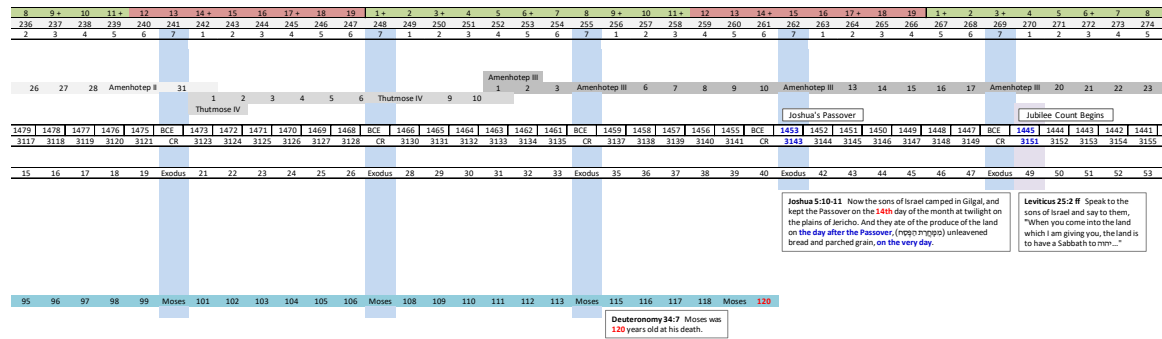 8 9 + 10 11 + 12 13 14 + 15 16 17 + 18 19 1 + 2 3 + 4 5 6 + 7 8 9 + 10 11 + 12 13 14 + 15 16 17 + 18 19 1 + 2 3 + 4 5 6 + 7 8
236 237 238 239 240 241 242 243 244 245 246 247 248 249 250 251 252 253 254 255 256 257 258 259 260 261 262 263 264 265 266 267 268 269 270 271 272 273 274
2 3 4 5 6 7 1 2 3 4 5 6 7 1 2 3 4 5 6 7 1 2 3 4 5 6 7 1 2 3 4 5 6 7 1 2 3 4 5
Amenhotep III
26 27 28 Amenhotep II 31 1 2 3 Amenhotep III 6 7 8 9 10 Amenhotep III 13 14 15 16 17 Amenhotep III 20 21 22 23
1 2 3 4 5 6 Thutmose IV 9 10
Thutmose IV
Joshua's Passover Jubilee Count Begins
1479 1478 1477 1476 1475 BCE 1473 1472 1471 1470 1469 1468 BCE 1466 1465 1464 1463 1462 1461 BCE 1459 1458 1457 1456 1455 BCE 1453 1452 1451 1450 1449 1448 1447 BCE 1445 1444 1443 1442 1441
3117 3118 3119 3120 3121 CR 3123 3124 3125 3126 3127 3128 CR 3130 3131 3132 3133 3134 3135 CR 3137 3138 3139 3140 3141 CR 3143 3144 3145 3146 3147 3148 3149 CR 3151 3152 3153 3154 3155
15 16 17 18 19 Exodus 21 22 23 24 25 26 Exodus 28 29 30 31 32 33 Exodus 35 36 37 38 39 40 Exodus 42 43 44 45 46 47 Exodus 49 50 51 52 53
Joshua 5:10-11 Now the sons of Israel camped in Gilgal, and
kept the Passover on the 14th day of the month at twilight on
the plains of Jericho. And they ate of the produce of the land
on the day after the Passover, (מִמָּחֳרַת הַפֶּסַח) unleavened
bread and parched grain, on the very day.
Leviticus 25:2 ff Speak to the
sons of Israel and say to them,
"When you come into the land
which I am giving you, the land is
to have a Sabbath to יהוה..."
95 96 97 98 99 Moses 101 102 103 104 105 106 Moses 108 109 110 111 112 113 Moses 115 116 117 118 Moses 120
Deuteronomy 34:7 Moses was
120 years old at his death.